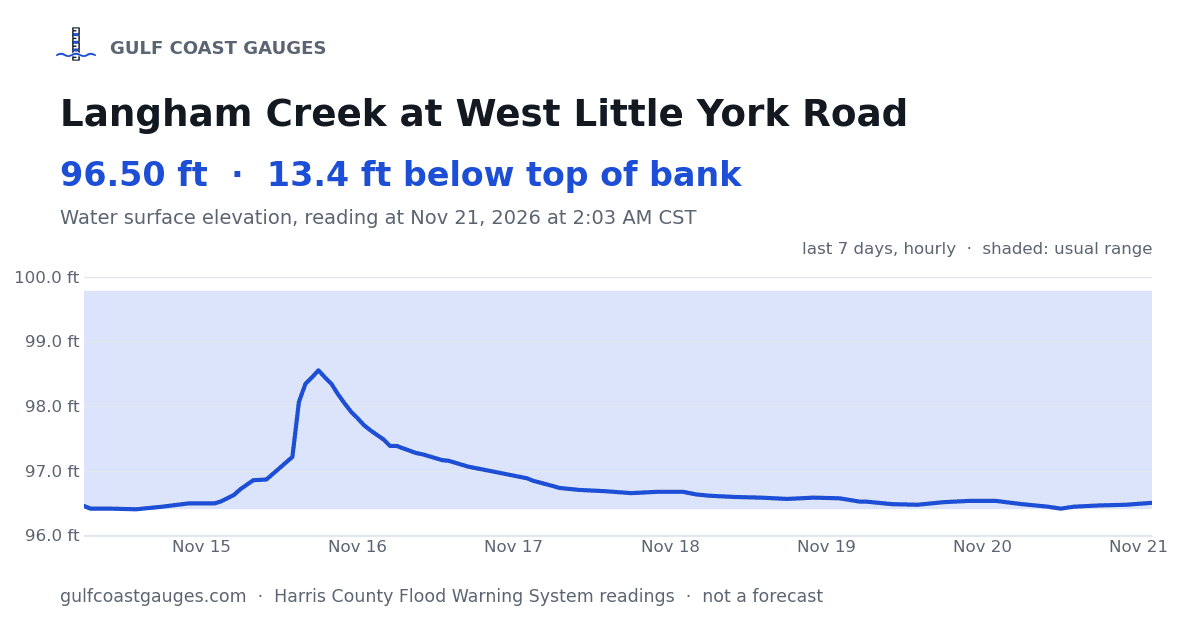 GULF COAST GAUGES
Langham Creek at West Little York Road
96.50 ft · 13.4 ft below top of bank
Water surface elevation, reading at Nov 21, 2026 at 2:03 AM CST
last 7 days, hourly · shaded: usual range
100.0 ft
99.0 ft
98.0 ft
97.0 ft
96.0 ft
Nov 15 Nov 16 Nov 17 Nov 18 Nov 19 Nov 20 Nov 21
gulfcoastgauges.com · Harris County Flood Warning System readings · not a forecast